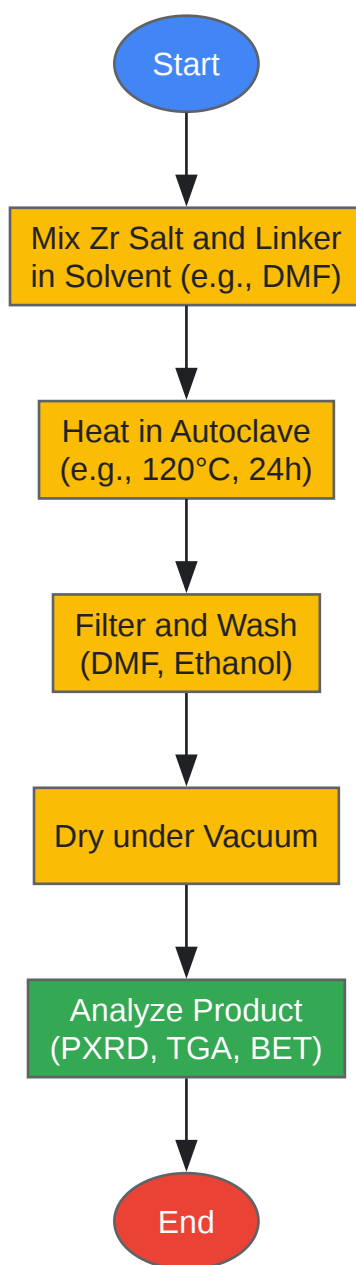 Start
Mix Zr Salt and Linker
in Solvent (e.g., DMF)
Heat in Autoclave
(e.g., 120°C, 24h)
Filter and Wash
(DMF, Ethanol)
Dry under Vacuum
Analyze Product
(PXRD, TGA, BET)
End